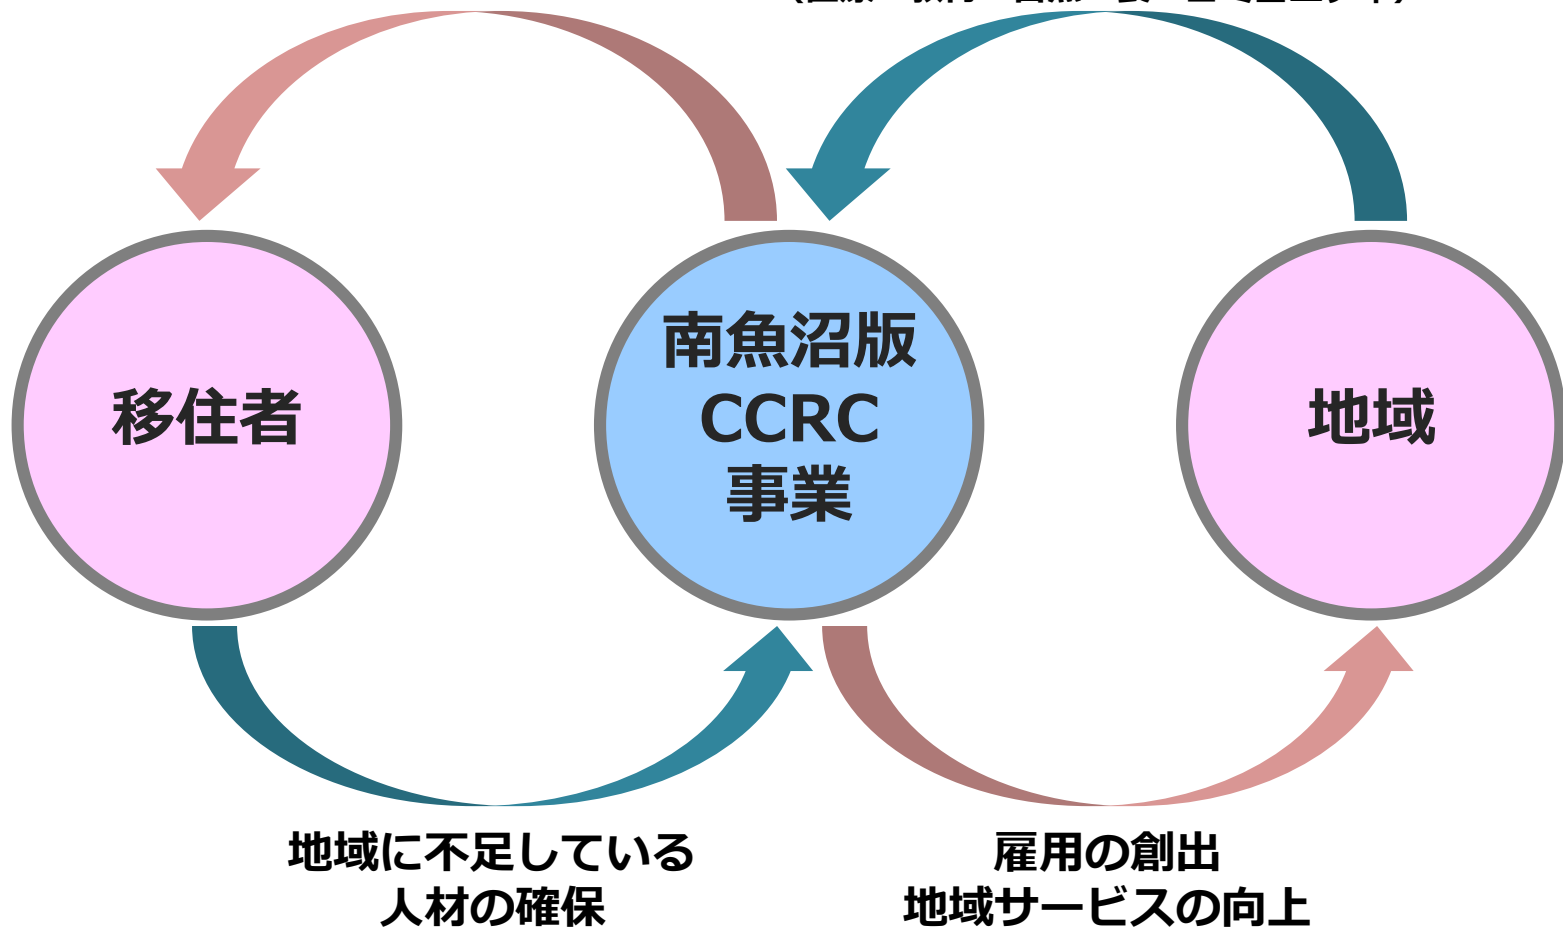 移住者
南魚沼版
CCRC
事業
地域
地域に不足している
人材の確保
雇用の創出
地域サービスの向上